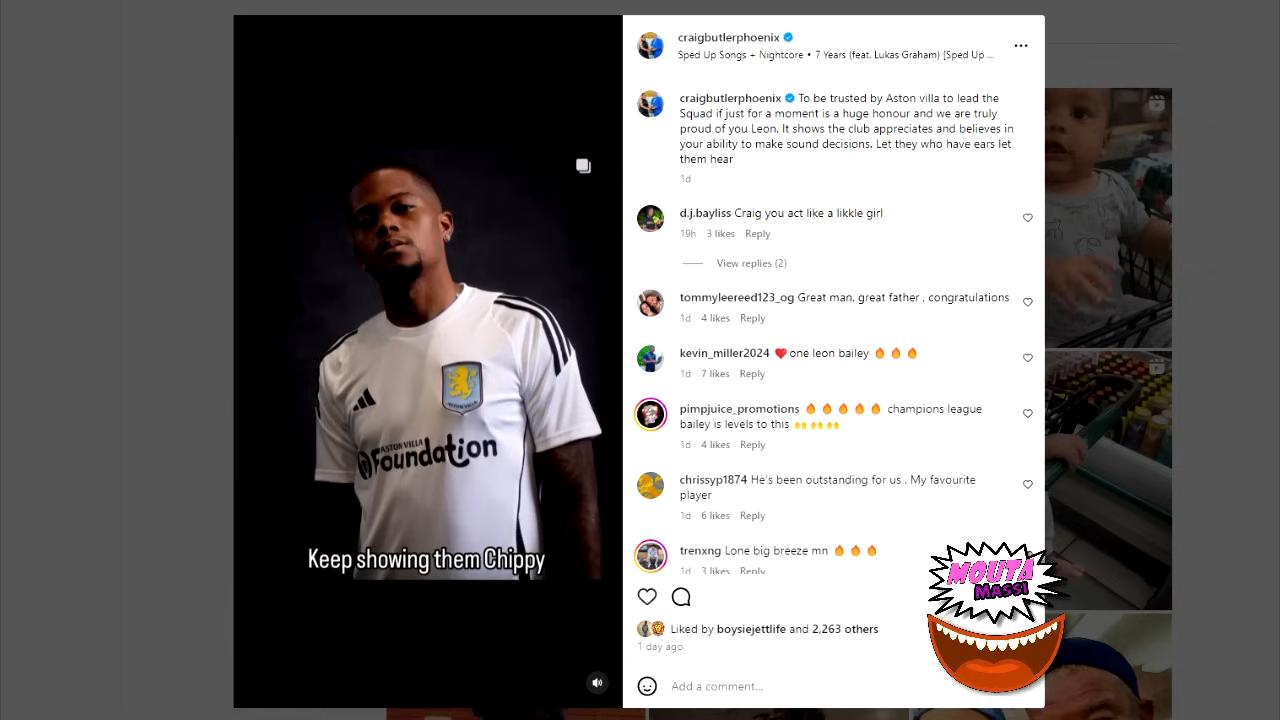 craigbutlerphoenix
Sped Up Songs + Nightcore • 7 Years (feat. Lukas Graham) [Sped Up ...
craigbutlerphoenix To be trusted by Aston villa to lead the
Squad if just for a moment is a huge honour and we are truly
proud of you Leon. It shows the club appreciates and believes in
your ability to make sound decisions. Let they who have ears let
them hear
1d
d.j.bayliss Craig you act like a likkle girl
19h 3 likes Reply
View replies (2)
tommyleereed123_og Great man, great father , congratulations
1d 4 likes Reply
kevin_miller2024 ❤️one leon bailey 🔥🔥🔥
1d 7 likes Reply
pimpjuice_promotions 🔥🔥🔥🔥🔥 champions league
bailey is levels to this 🙌🙌🙌
1d 4 likes Reply
chrissyp1874 He's been outstanding for us . My favourite
player
1d 6 likes Reply
trenxng Lone big breeze mn 🔥🔥🔥
1d 3 likes Reply
Liked by boysiejettlife and 2,263 others
1 day ago
Add a comment...
ASTON VILLA
ASTON VILLA
Foundation
Keep showing them Chippy
MOUTA
MASSI